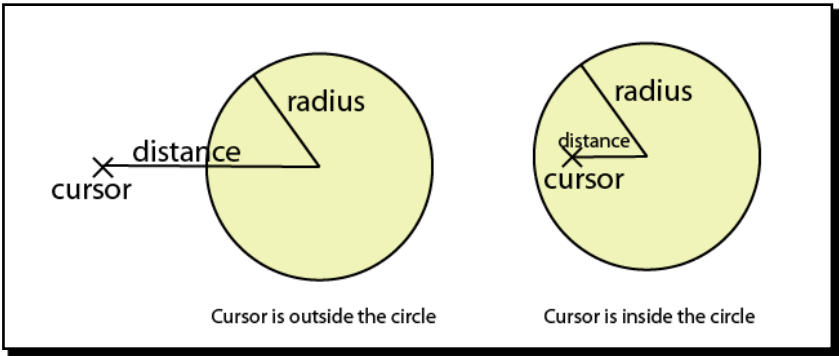 radius
distance
cursor
Cursor is outside the circle
radius
distance
cursor
Cursor is inside the circle